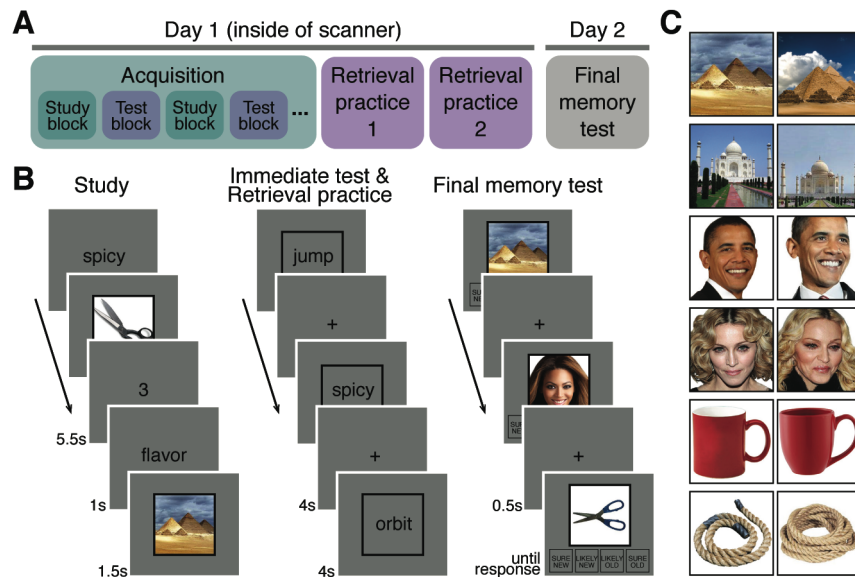 A
Day 1 (inside of scanner)
Day 2
Acquisition
Study block
Test block
Study block
Test block
...
Retrieval practice 1
Retrieval practice 2
Final memory test
B
Study
spicy
3
flavor
5.5s
1s
1.5s
Immediate test &
Retrieval practice
jump
+
spicy
+
orbit
4s
4s
Final memory test
+
+
0.5s
until
response
SURE NEW
LIKELY NEW
LIKELY OLD
SURE OLD
C